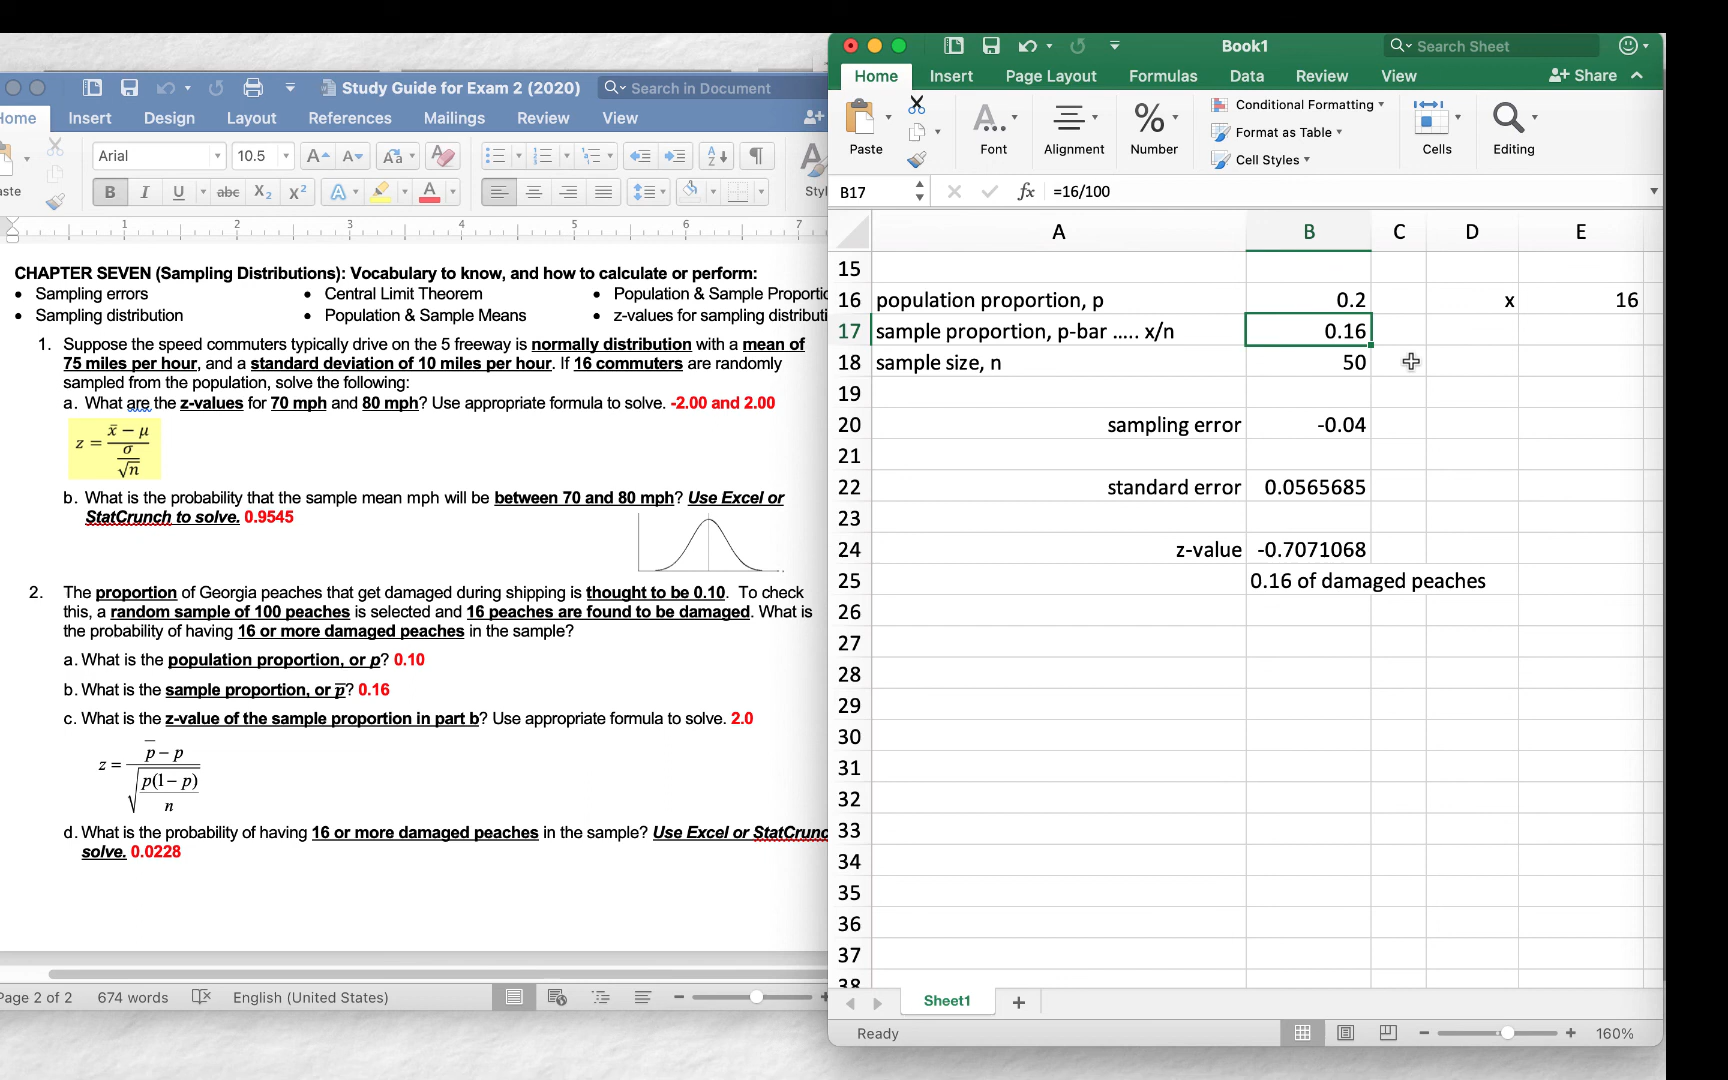 Study Guide for Exam 2 (2020)
Search in Document
Home
Insert
Design
Layout
References
Mailings
Review
View
Arial
10.5
1
2
3
4
5
6
7
CHAPTER SEVEN (Sampling Distributions): Vocabulary to know, and how to calculate or perform:
• Sampling errors • Central Limit Theorem • Population & Sample Proportio
• Sampling distribution • Population & Sample Means • z-values for sampling distributi
1. Suppose the speed commuters typically drive on the 5 freeway is normally distribution with a mean of
75 miles per hour, and a standard deviation of 10 miles per hour. If 16 commuters are randomly
sampled from the population, solve the following:
a. What are the z-values for 70 mph and 80 mph? Use appropriate formula to solve. -2.00 and 2.00
z = (x̄ − μ) / (σ / √n)
b. What is the probability that the sample mean mph will be between 70 and 80 mph? Use Excel or
StatCrunch to solve. 0.9545
2. The proportion of Georgia peaches that get damaged during shipping is thought to be 0.10. To check
this, a random sample of 100 peaches is selected and 16 peaches are found to be damaged. What is
the probability of having 16 or more damaged peaches in the sample?
a. What is the population proportion, or p? 0.10
b. What is the sample proportion, or p̅? 0.16
c. What is the z-value of the sample proportion in part b? Use appropriate formula to solve. 2.0
z = (p̅ − p) / √(p(1 − p) / n)
d. What is the probability of having 16 or more damaged peaches in the sample? Use Excel or StatCrunc
solve. 0.0228
Page 2 of 2
674 words
English (United States)
Book1
Search Sheet
Home
Insert
Page Layout
Formulas
Data
Review
View
Share
Paste
Font
Alignment
Number
Conditional Formatting
Format as Table
Cell Styles
Cells
Editing
B17 fx =16/100
A B C D E
15
16 population proportion, p 0.2 x 16
17 sample proportion, p-bar ..... x/n 0.16
18 sample size, n 50
19
20 sampling error -0.04
21
22 standard error 0.0565685
23
24 z-value -0.7071068
25 0.16 of damaged peaches
26
27
28
29
30
31
32
33
34
35
36
37
38
Sheet1
Ready
160%